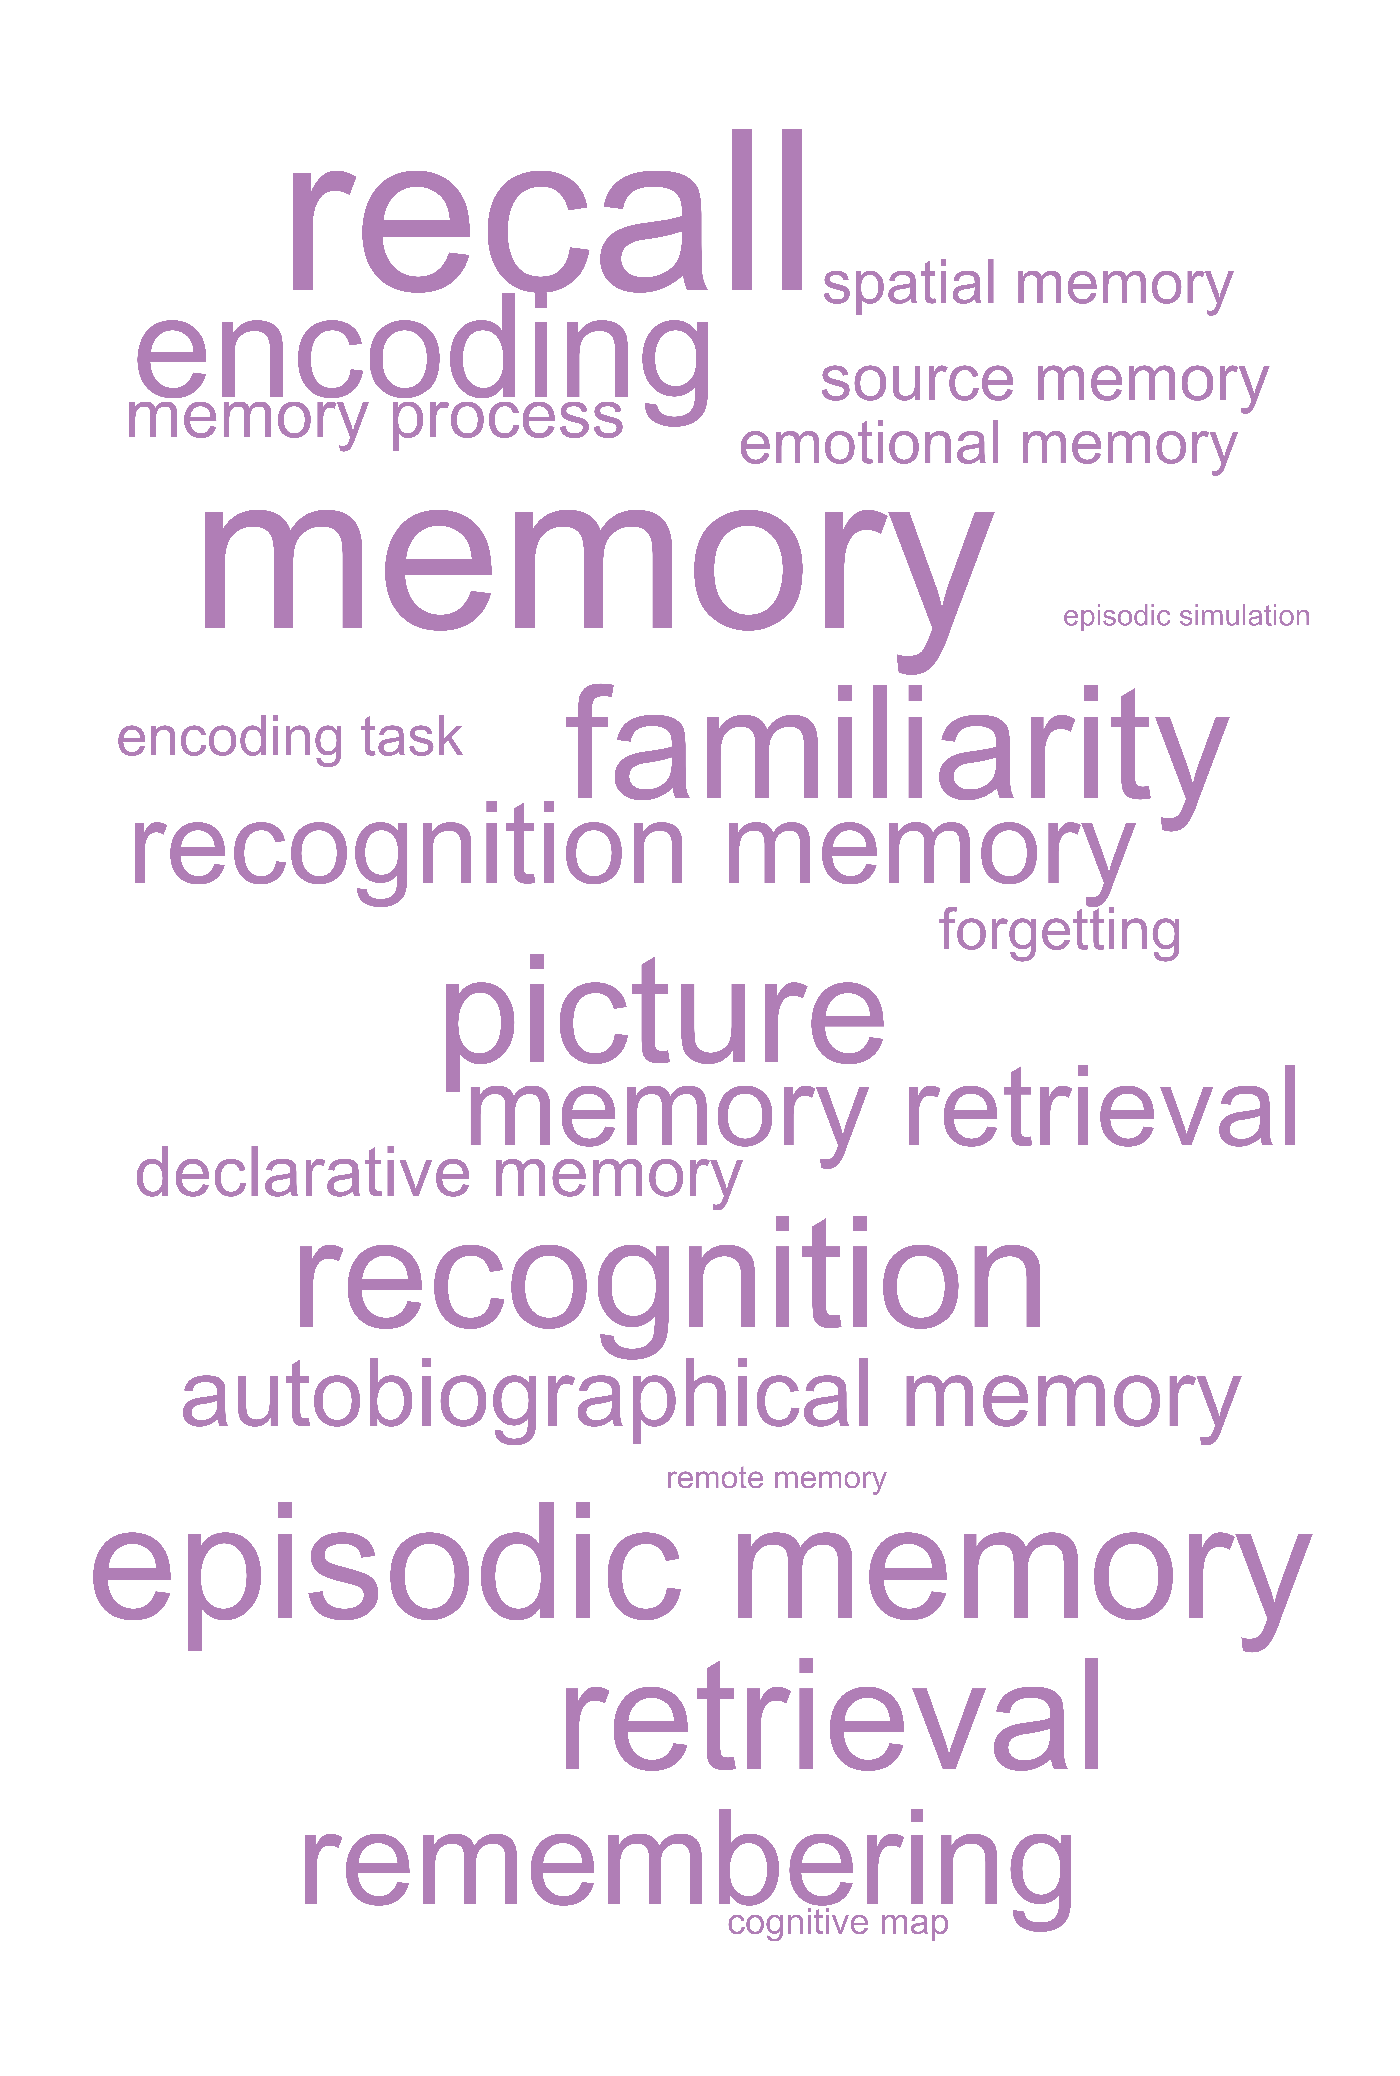 recall
spatial memory
encoding
source memory
memory process
emotional memory
memory
episodic simulation
familiarity
encoding task
recognition memory
forgetting
picture
memory retrieval
declarative memory
recognition
autobiographical memory
remote memory
episodic memory
retrieval
remembering
cognitive map